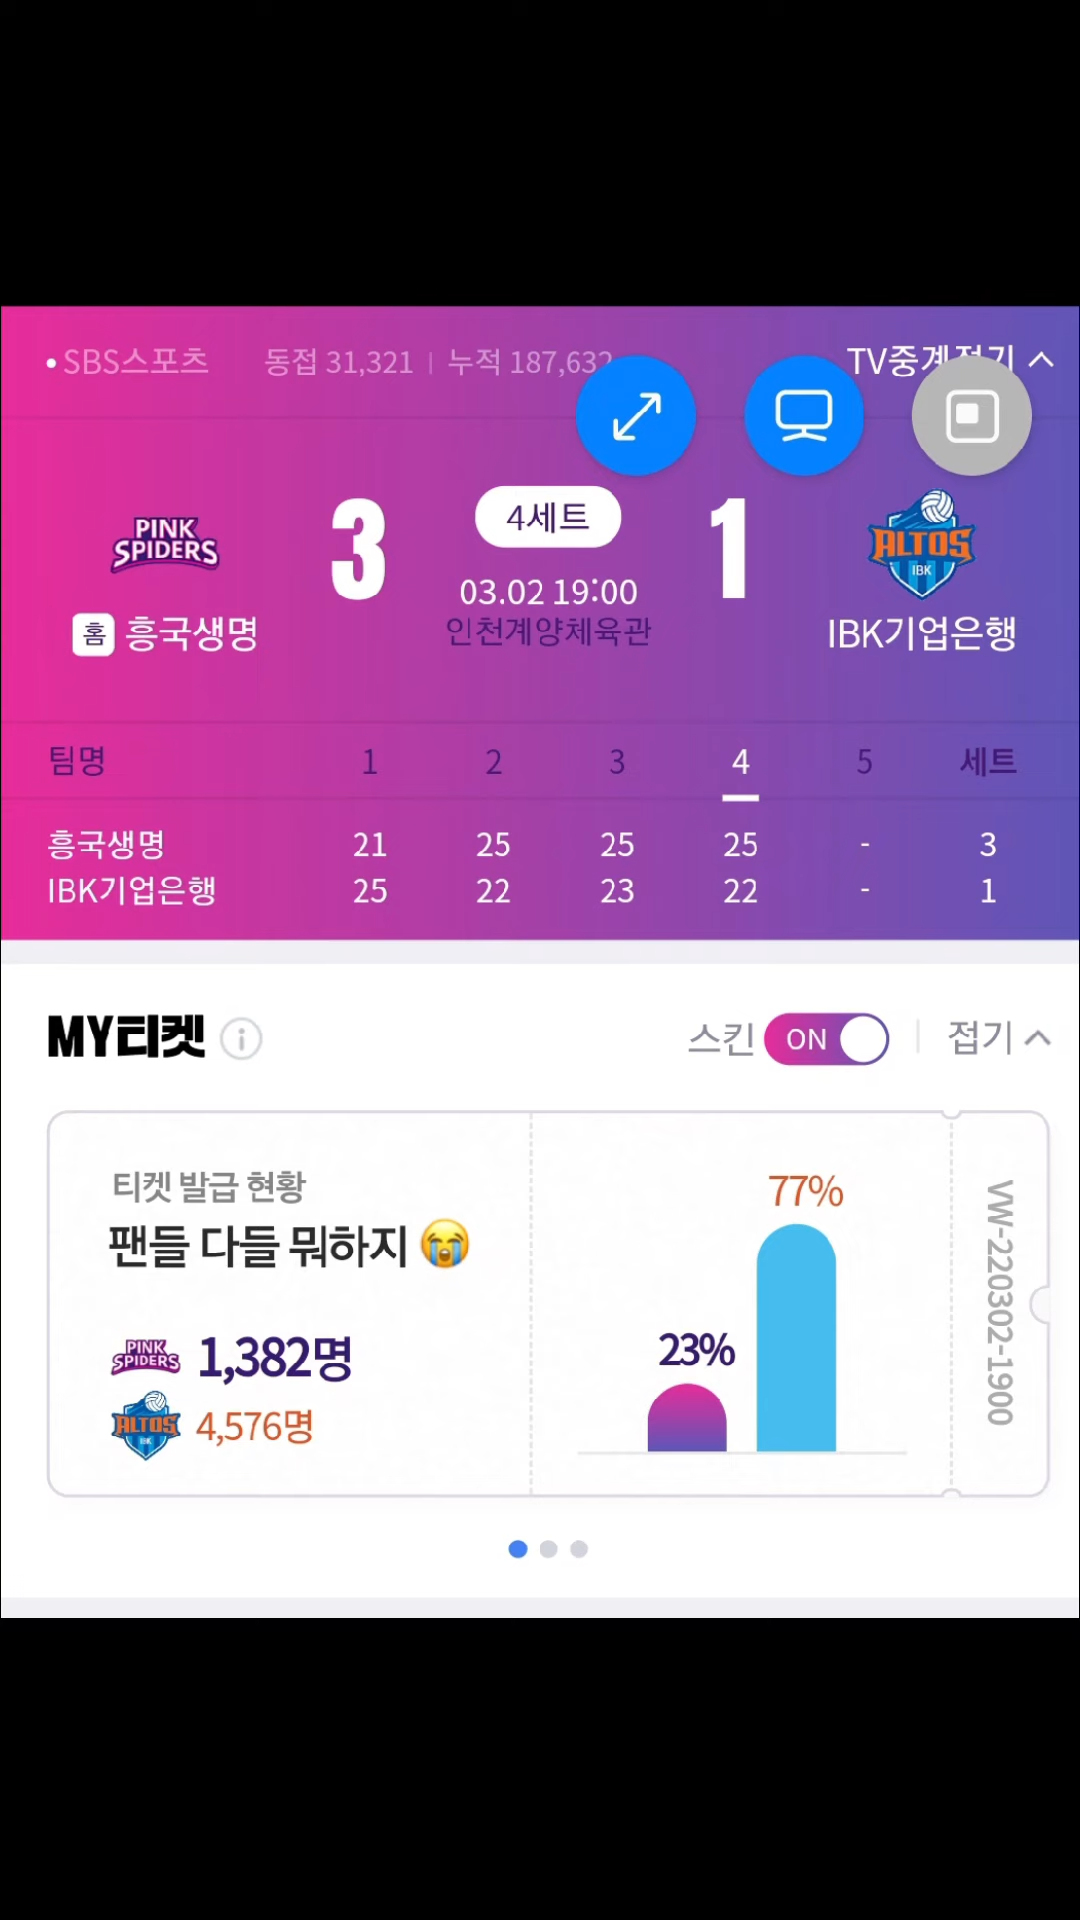 SBS스포츠 동접 31,321 | 누적 187,632 TV중계접기
3 4세트 1
PINK SPIDERS
ALTOS
IBK
03.02 19:00
인천계양체육관
홈 흥국생명 IBK기업은행
팀명 1 2 3 4 5 세트
흥국생명 21 25 25 25 - 3
IBK기업은행 25 22 23 22 - 1
MY티켓 스킨 ON 접기
티켓 발급 현황
팬들 다들 뭐하지 😭
PINK SPIDERS 1,382명
ALTOS IBK 4,576명
23%
77%
VW-220302-1900